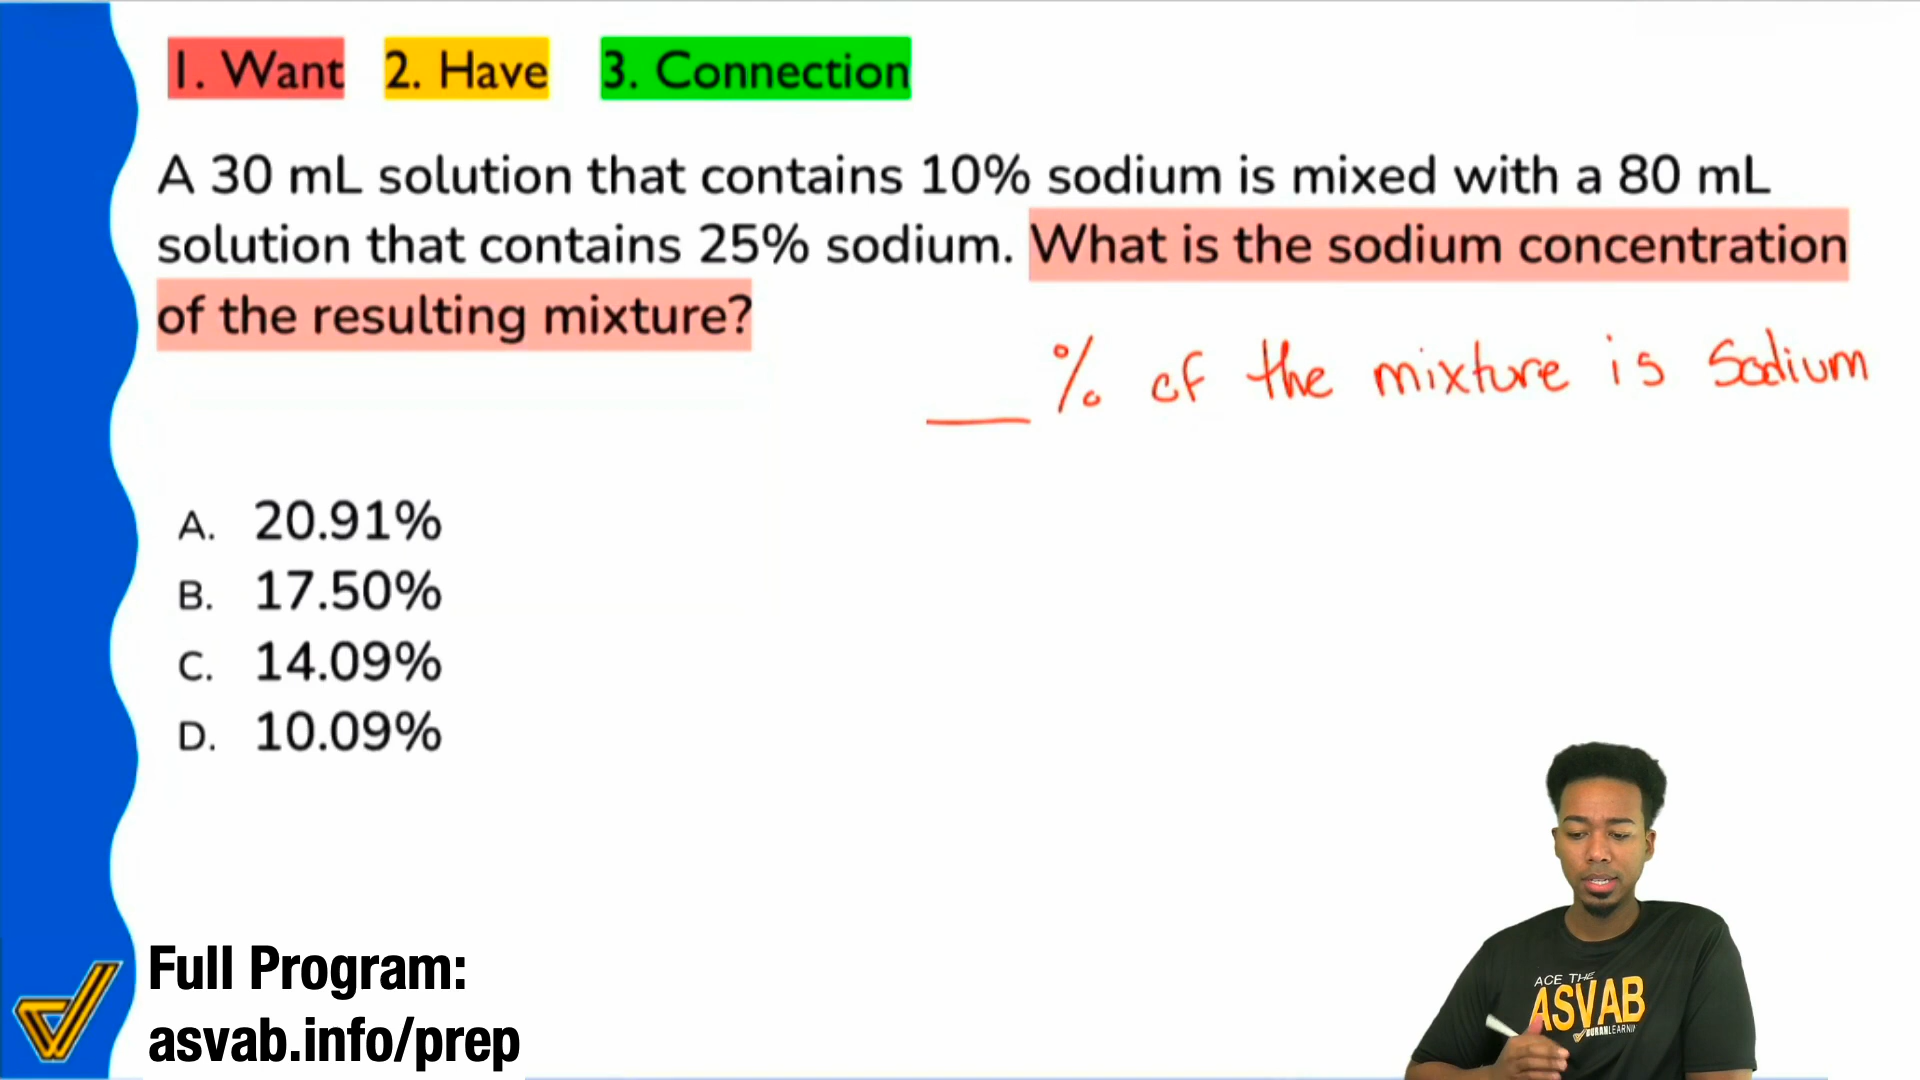 1. Want 2. Have 3. Connection
A 30 mL solution that contains 10% sodium is mixed with a 80 mL
solution that contains 25% sodium. What is the sodium concentration
of the resulting mixture?
___% of the mixture is Sodium
A. 20.91%
B. 17.50%
C. 14.09%
D. 10.09%
ACE THE
ASVAB
DURANLEARNIN
Full Program:
asvab.info/prep